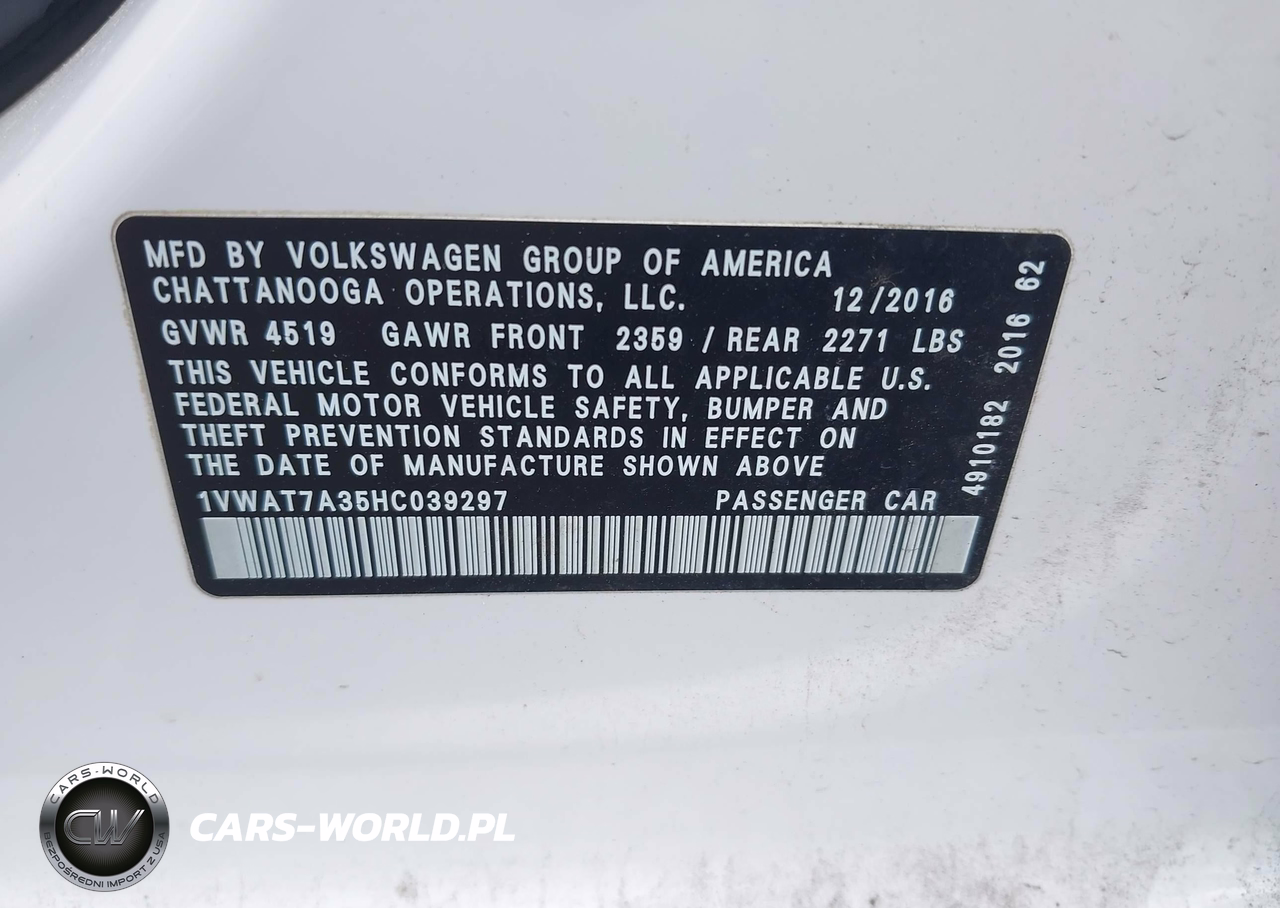 MFD BY VOLKSWAGEN GROUP OF AMERICA
CHATTANOOGA OPERATIONS, LLC. 12/2016
GVWR 4519 GAWR FRONT 2359 / REAR 2271 LBS
THIS VEHICLE CONFORMS TO ALL APPLICABLE U.S.
FEDERAL MOTOR VEHICLE SAFETY, BUMPER AND
THEFT PREVENTION STANDARDS IN EFFECT ON
THE DATE OF MANUFACTURE SHOWN ABOVE
1VWAT7A35HC039297 PASSENGER CAR
4910182 2016 62
CARS-WORLD
CW
BEZPOŚREDNI IMPORT Z USA
CARS-WORLD.PL